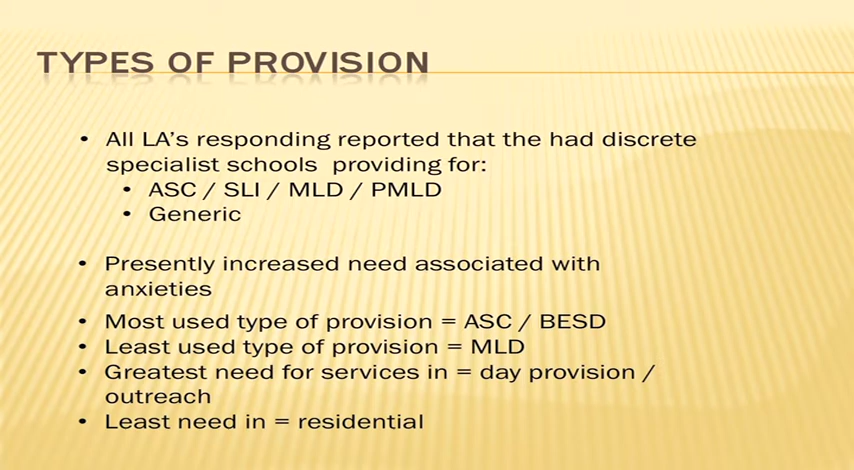 TYPES OF PROVISION
• All LA's responding reported that the had discrete
specialist schools providing for:
• ASC / SLI / MLD / PMLD
• Generic
• Presently increased need associated with
anxieties
• Most used type of provision = ASC / BESD
• Least used type of provision = MLD
• Greatest need for services in = day provision /
outreach
• Least need in = residential